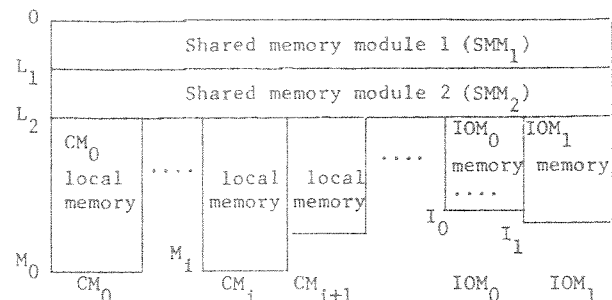 0
Shared memory module 1 (SMM₁)
L₁
Shared memory module 2 (SMM₂)
L₂
CM₀ IOM₀ IOM₁
.... .... memory memory
local local local ....
memory memory memory I₀
I₁
M₀ Mᵢ
CM₀ CMᵢ CMᵢ₊₁ IOM₀ IOM₁